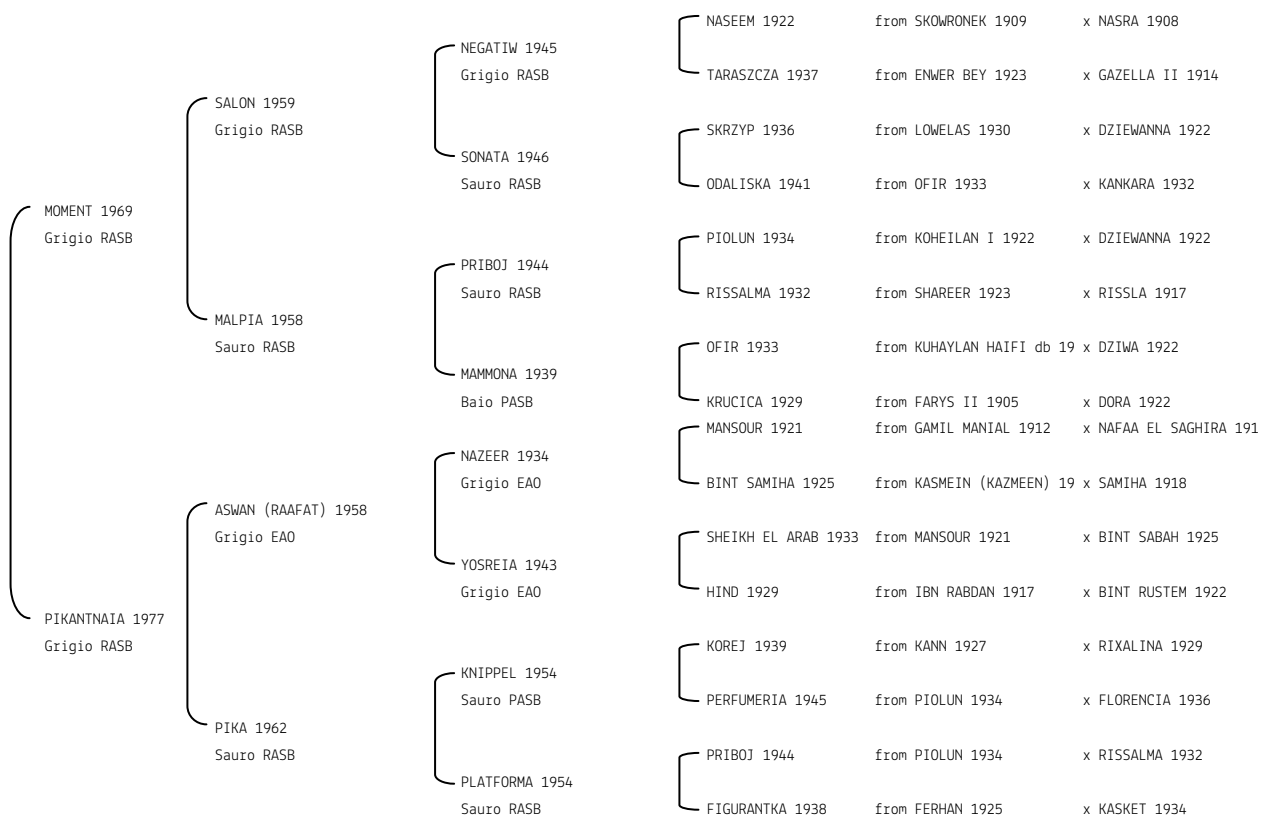 NASEEM 1922 from SKOWRONEK 1909 x NASRA 1908
NEGATIW 1945
Grigio RASB
TARASZCZA 1937 from ENWER BEY 1923 x GAZELLA II 1914
SALON 1959
Grigio RASB
SKRZYP 1936 from LOWELAS 1930 x DZIEWANNA 1922
SONATA 1946
Sauro RASB
ODALISKA 1941 from OFIR 1933 x KANKARA 1932
MOMENT 1969
Grigio RASB
PIOLUN 1934 from KOHEILAN I 1922 x DZIEWANNA 1922
PRIBOJ 1944
Sauro RASB
RISSALMA 1932 from SHAREER 1923 x RISSLA 1917
MALPIA 1958
Sauro RASB
OFIR 1933 from KUHAYLAN HAIFI db 19 x DZIWA 1922
MAMMONA 1939
Baio PASB
KRUCICA 1929 from FARYS II 1905 x DORA 1922
MANSOUR 1921 from GAMIL MANIAL 1912 x NAFAA EL SAGHIRA 191
NAZEER 1934
Grigio EAO
BINT SAMIHA 1925 from KASMEIN (KAZMEEN) 19 x SAMIHA 1918
ASWAN (RAAFAT) 1958
Grigio EAO
SHEIKH EL ARAB 1933 from MANSOUR 1921 x BINT SABAH 1925
YOSREIA 1943
Grigio EAO
HIND 1929 from IBN RABDAN 1917 x BINT RUSTEM 1922
PIKANTNAIA 1977
Grigio RASB
KOREJ 1939 from KANN 1927 x RIXALINA 1929
KNIPPEL 1954
Sauro PASB
PERFUMERIA 1945 from PIOLUN 1934 x FLORENCIA 1936
PIKA 1962
Sauro RASB
PRIBOJ 1944 from PIOLUN 1934 x RISSALMA 1932
PLATFORMA 1954
Sauro RASB
FIGURANTKA 1938 from FERHAN 1925 x KASKET 1934